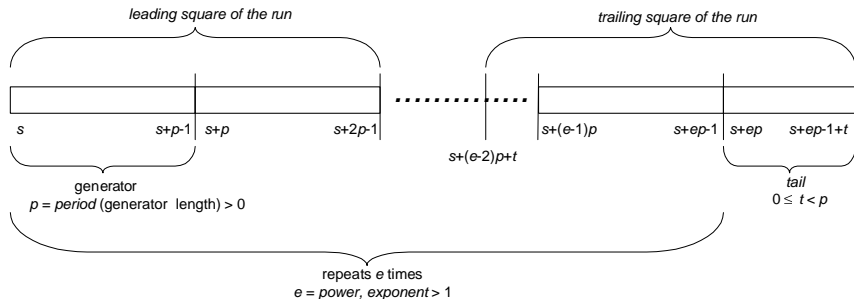 leading square of the run
trailing square of the run
s s+p-1 s+p s+2p-1 s+(e-1)p s+ep-1 s+ep s+ep-1+t
s+(e-2)p+t
generator
p = period (generator length) > 0
tail
0 ≤ t < p
repeats e times
e = power, exponent > 1